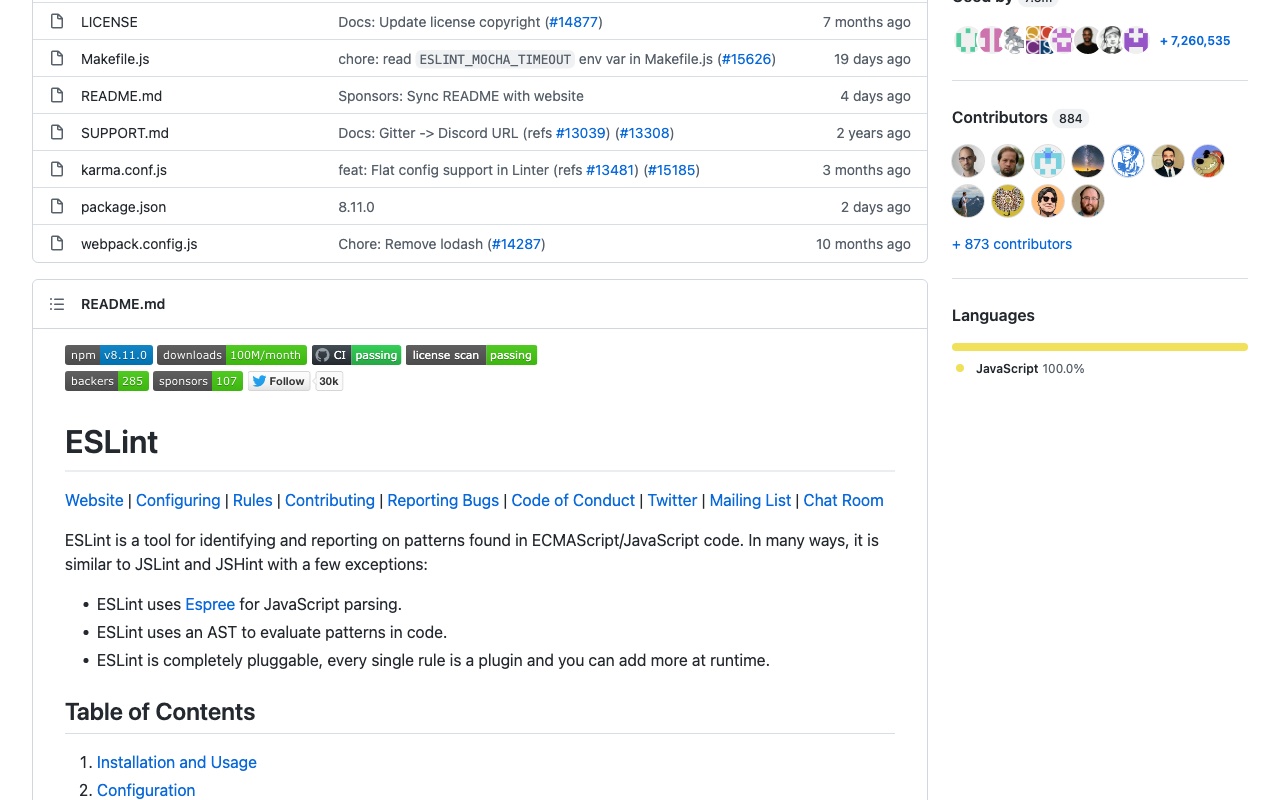 LICENSE Docs: Update license copyright (#14877) 7 months ago
Makefile.js chore: read ESLINT_MOCHA_TIMEOUT env var in Makefile.js (#15626) 19 days ago
README.md Sponsors: Sync README with website 4 days ago
SUPPORT.md Docs: Gitter -> Discord URL (refs #13039) (#13308) 2 years ago
karma.conf.js feat: Flat config support in Linter (refs #13481) (#15185) 3 months ago
package.json 8.11.0 2 days ago
webpack.config.js Chore: Remove lodash (#14287) 10 months ago
README.md
npm v8.11.0 downloads 100M/month CI passing license scan passing
backers 285 sponsors 107 Follow 30k
ESLint
Website | Configuring | Rules | Contributing | Reporting Bugs | Code of Conduct | Twitter | Mailing List | Chat Room
ESLint is a tool for identifying and reporting on patterns found in ECMAScript/JavaScript code. In many ways, it is
similar to JSLint and JSHint with a few exceptions:
• ESLint uses Espree for JavaScript parsing.
• ESLint uses an AST to evaluate patterns in code.
• ESLint is completely pluggable, every single rule is a plugin and you can add more at runtime.
Table of Contents
1. Installation and Usage
2. Configuration
+ 7,260,535
Contributors 884
+ 873 contributors
Languages
JavaScript 100.0%